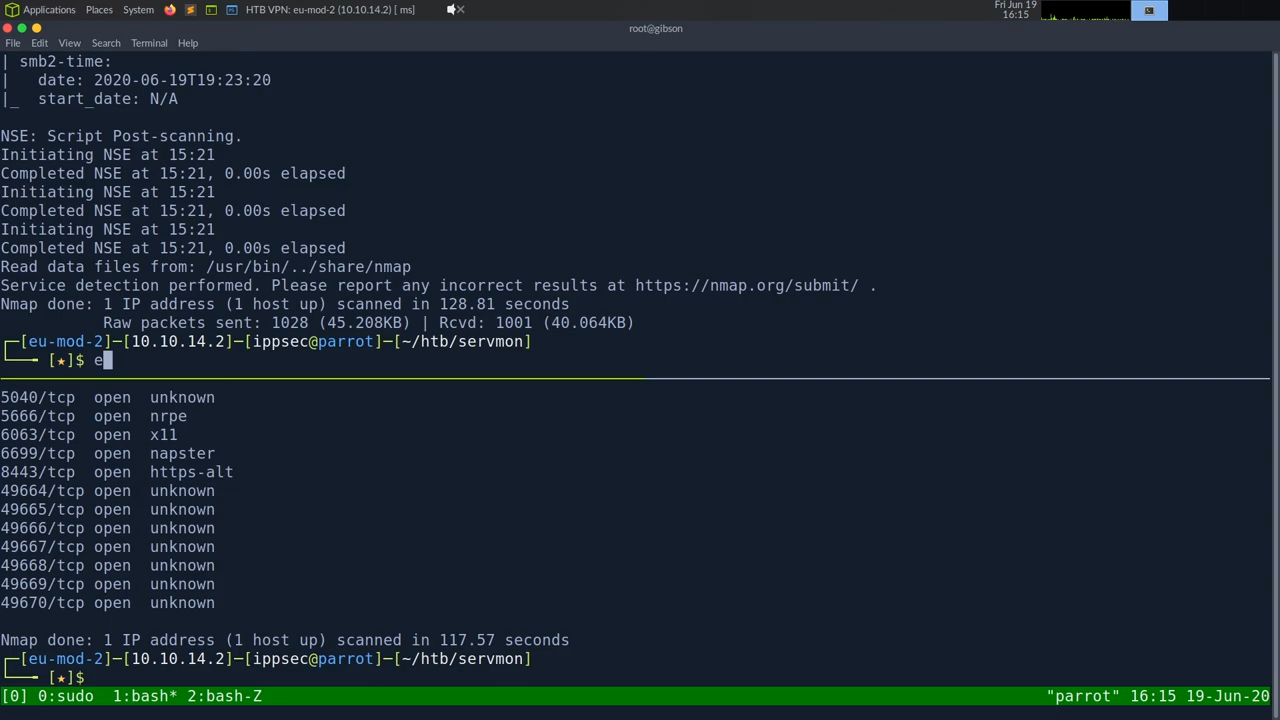 Applications Places System HTB VPN: eu-mod-2 (10.10.14.2) [ ms] Fri Jun 19
16:15
root@gibson
File Edit View Search Terminal Help
| smb2-time:
|   date: 2020-06-19T19:23:20
|_  start_date: N/A
NSE: Script Post-scanning.
Initiating NSE at 15:21
Completed NSE at 15:21, 0.00s elapsed
Initiating NSE at 15:21
Completed NSE at 15:21, 0.00s elapsed
Initiating NSE at 15:21
Completed NSE at 15:21, 0.00s elapsed
Read data files from: /usr/bin/../share/nmap
Service detection performed. Please report any incorrect results at https://nmap.org/submit/ .
Nmap done: 1 IP address (1 host up) scanned in 128.81 seconds
           Raw packets sent: 1028 (45.208KB) | Rcvd: 1001 (40.064KB)
┌─[eu-mod-2]─[10.10.14.2]─[ippsec@parrot]─[~/htb/servmon]
└──╼ [★]$ e
5040/tcp  open  unknown
5666/tcp  open  nrpe
6063/tcp  open  x11
6699/tcp  open  napster
8443/tcp  open  https-alt
49664/tcp open  unknown
49665/tcp open  unknown
49666/tcp open  unknown
49667/tcp open  unknown
49668/tcp open  unknown
49669/tcp open  unknown
49670/tcp open  unknown
Nmap done: 1 IP address (1 host up) scanned in 117.57 seconds
┌─[eu-mod-2]─[10.10.14.2]─[ippsec@parrot]─[~/htb/servmon]
└──╼ [★]$
[0] 0:sudo  1:bash* 2:bash-Z "parrot" 16:15 19-Jun-20